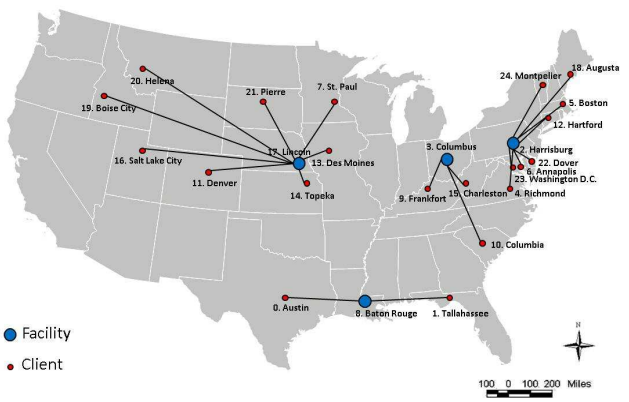 18. Augusta
24. Montpelier
20. Helena
21. Pierre
7. St. Paul
5. Boston
19. Boise City
12. Hartford
3. Columbus
2. Harrisburg
17. Lincoln
16. Salt Lake City
13. Des Moines
22. Dover
6. Annapolis
11. Denver
23. Washington D.C.
14. Topeka
9. Frankfort
15. Charleston
4. Richmond
10. Columbia
0. Austin
8. Baton Rouge
1. Tallahassee
Facility
Client
N
100 0 100 200 Miles